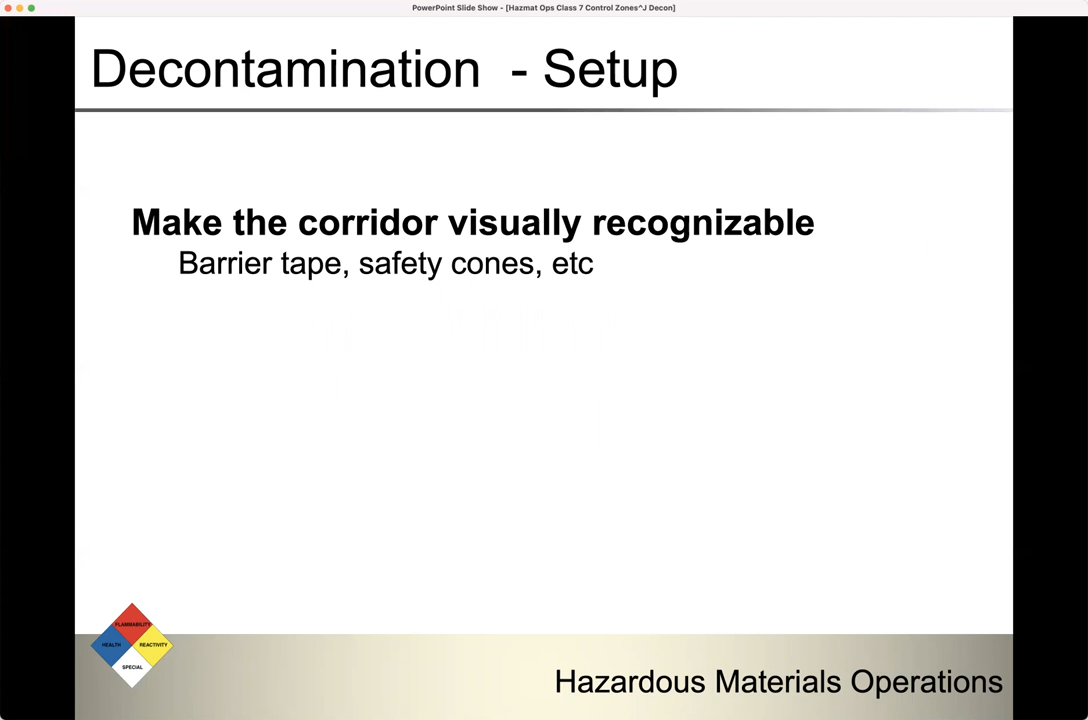 PowerPoint Slide Show - [Hazmat Ops Class 7 Control Zones^J Decon]
Decontamination - Setup
Make the corridor visually recognizable
Barrier tape, safety cones, etc
FLAMMABILITY
HEALTH
REACTIVITY
SPECIAL
Hazardous Materials Operations